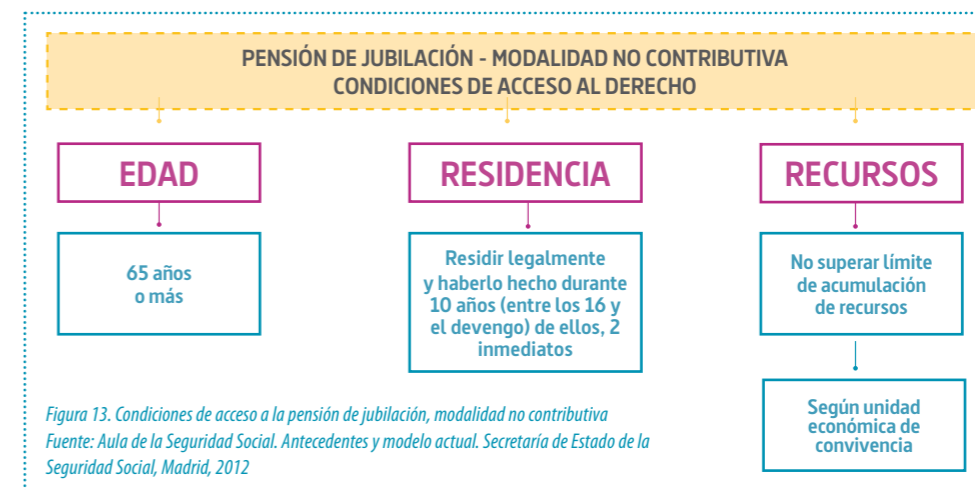 PENSIÓN DE JUBILACIÓN - MODALIDAD NO CONTRIBUTIVA
CONDICIONES DE ACCESO AL DERECHO
EDAD
65 años
o más
RESIDENCIA
Residir legalmente
y haberlo hecho durante
10 años (entre los 16 y
el devengo) de ellos, 2
inmediatos
RECURSOS
No superar límite
de acumulación
de recursos
Según unidad
económica de
convivencia
Figura 13. Condiciones de acceso a la pensión de jubilación, modalidad no contributiva
Fuente: Aula de la Seguridad Social. Antecedentes y modelo actual. Secretaría de Estado de la
Seguridad Social, Madrid, 2012